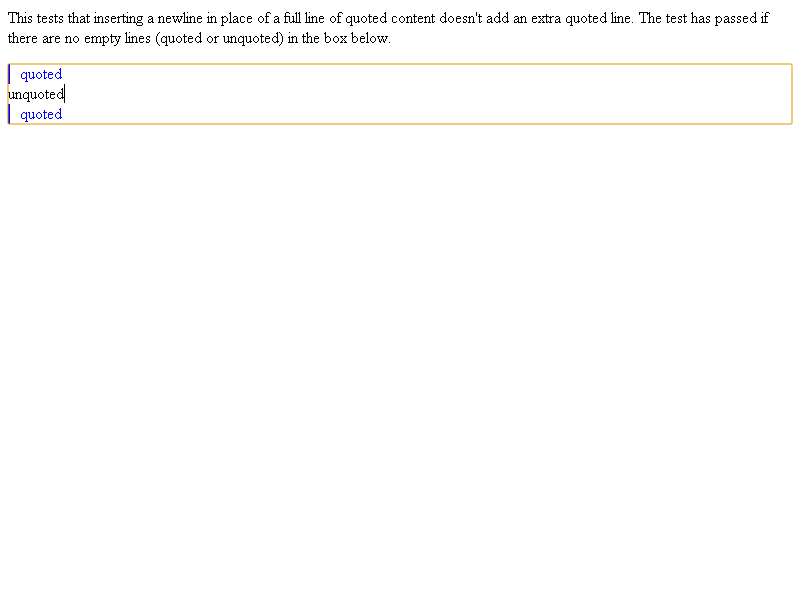 This tests that inserting a newline in place of a full line of quoted content doesn't add an extra quoted line. The test has passed if
there are no empty lines (quoted or unquoted) in the box below.
quoted
unquoted
quoted